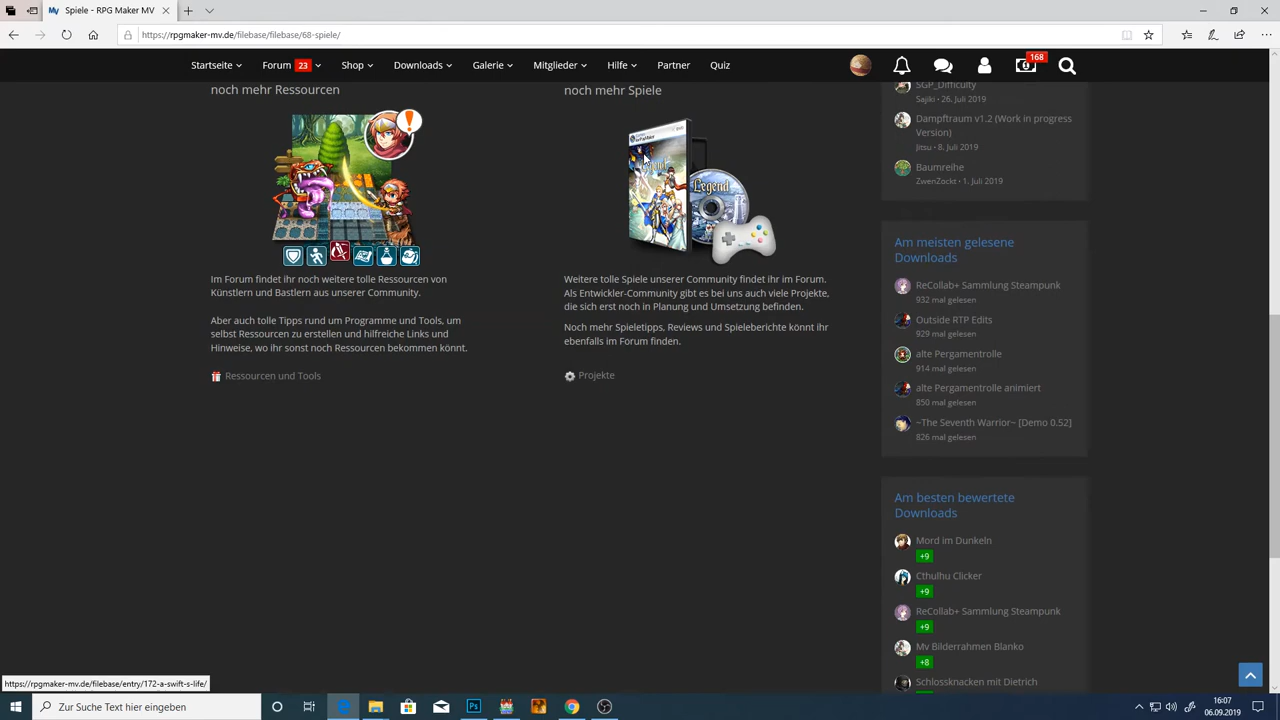 Spiele - RPG Maker MV
https://rpgmaker-mv.de/filebase/filebase/68-spiele/
Startseite Forum 23 Shop Downloads Galerie Mitglieder Hilfe Partner Quiz 168
noch mehr Ressourcen
Im Forum findet ihr noch weitere tolle Ressourcen von
Künstlern und Bastlern aus unserer Community.
Aber auch tolle Tipps rund um Programme und Tools, um
selbst Ressourcen zu erstellen und hilfreiche Links und
Hinweise, wo ihr sonst noch Ressourcen bekommen könnt.
Ressourcen und Tools
noch mehr Spiele
Legend
Weitere tolle Spiele unserer Community findet ihr im Forum.
Als Entwickler-Community gibt es bei uns auch viele Projekte,
die sich erst noch in Planung und Umsetzung befinden.
Noch mehr Spieletipps, Reviews und Spieleberichte könnt ihr
ebenfalls im Forum finden.
Projekte
SGP_Difficulty
Sajiki • 26. Juli 2019
Dampftraum v1.2 (Work in progress
Version)
Jitsu • 8. Juli 2019
Baumreihe
ZwenZockt • 1. Juli 2019
Am meisten gelesene
Downloads
ReCollab+ Sammlung Steampunk
932 mal gelesen
Outside RTP Edits
929 mal gelesen
alte Pergamentrolle
914 mal gelesen
alte Pergamentrolle animiert
850 mal gelesen
~The Seventh Warrior~ [Demo 0.52]
826 mal gelesen
Am besten bewertete
Downloads
Mord im Dunkeln
+9
Cthulhu Clicker
+9
ReCollab+ Sammlung Steampunk
+9
Mv Bilderrahmen Blanko
+8
Schlossknacken mit Dietrich
https://rpgmaker-mv.de/filebase/entry/172-a-swift-s-life/
Zur Suche Text hier eingeben
Ps
16:07
06.09.2019